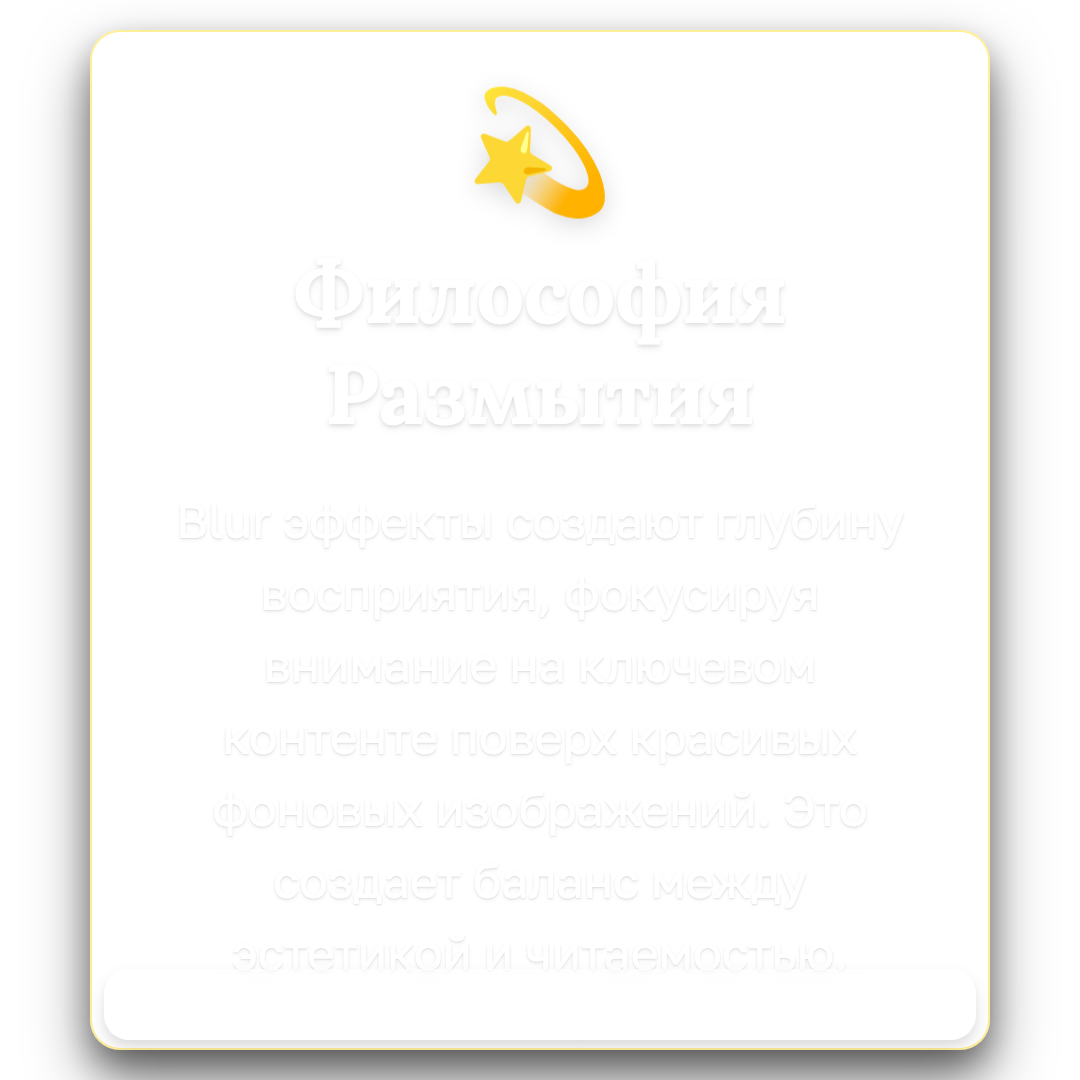 Философия
Размытия
Blur эффекты создают глубину
восприятия, фокусируя
внимание на ключевом
контенте поверх красивых
фоновых изображений. Это
создает баланс между
эстетикой и читаемостью.